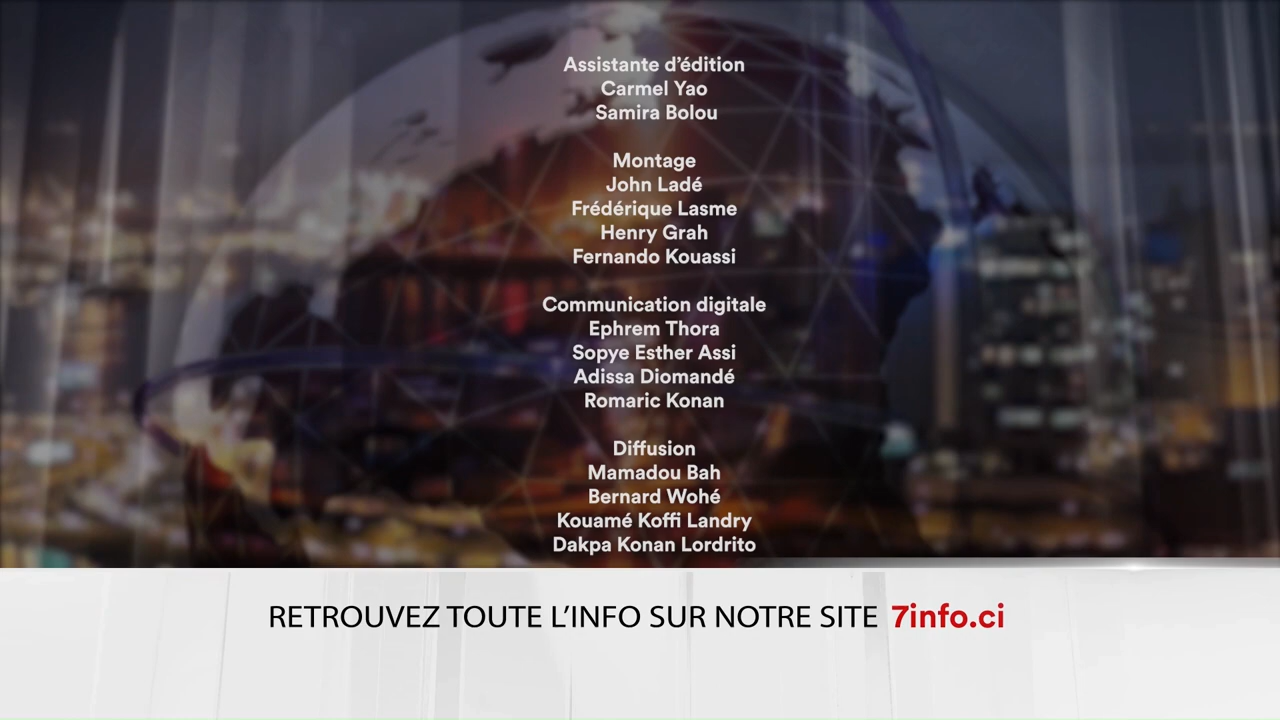 Assistante d’édition
Carmel Yao
Samira Bolou
Montage
John Ladé
Frédérique Lasme
Henry Grah
Fernando Kouassi
Communication digitale
Ephrem Thora
Sopye Esther Assi
Adissa Diomandé
Romaric Konan
Diffusion
Mamadou Bah
Bernard Wohé
Kouamé Koffi Landry
Dakpa Konan Lordrito
RETROUVEZ TOUTE L’INFO SUR NOTRE SITE 7info.ci